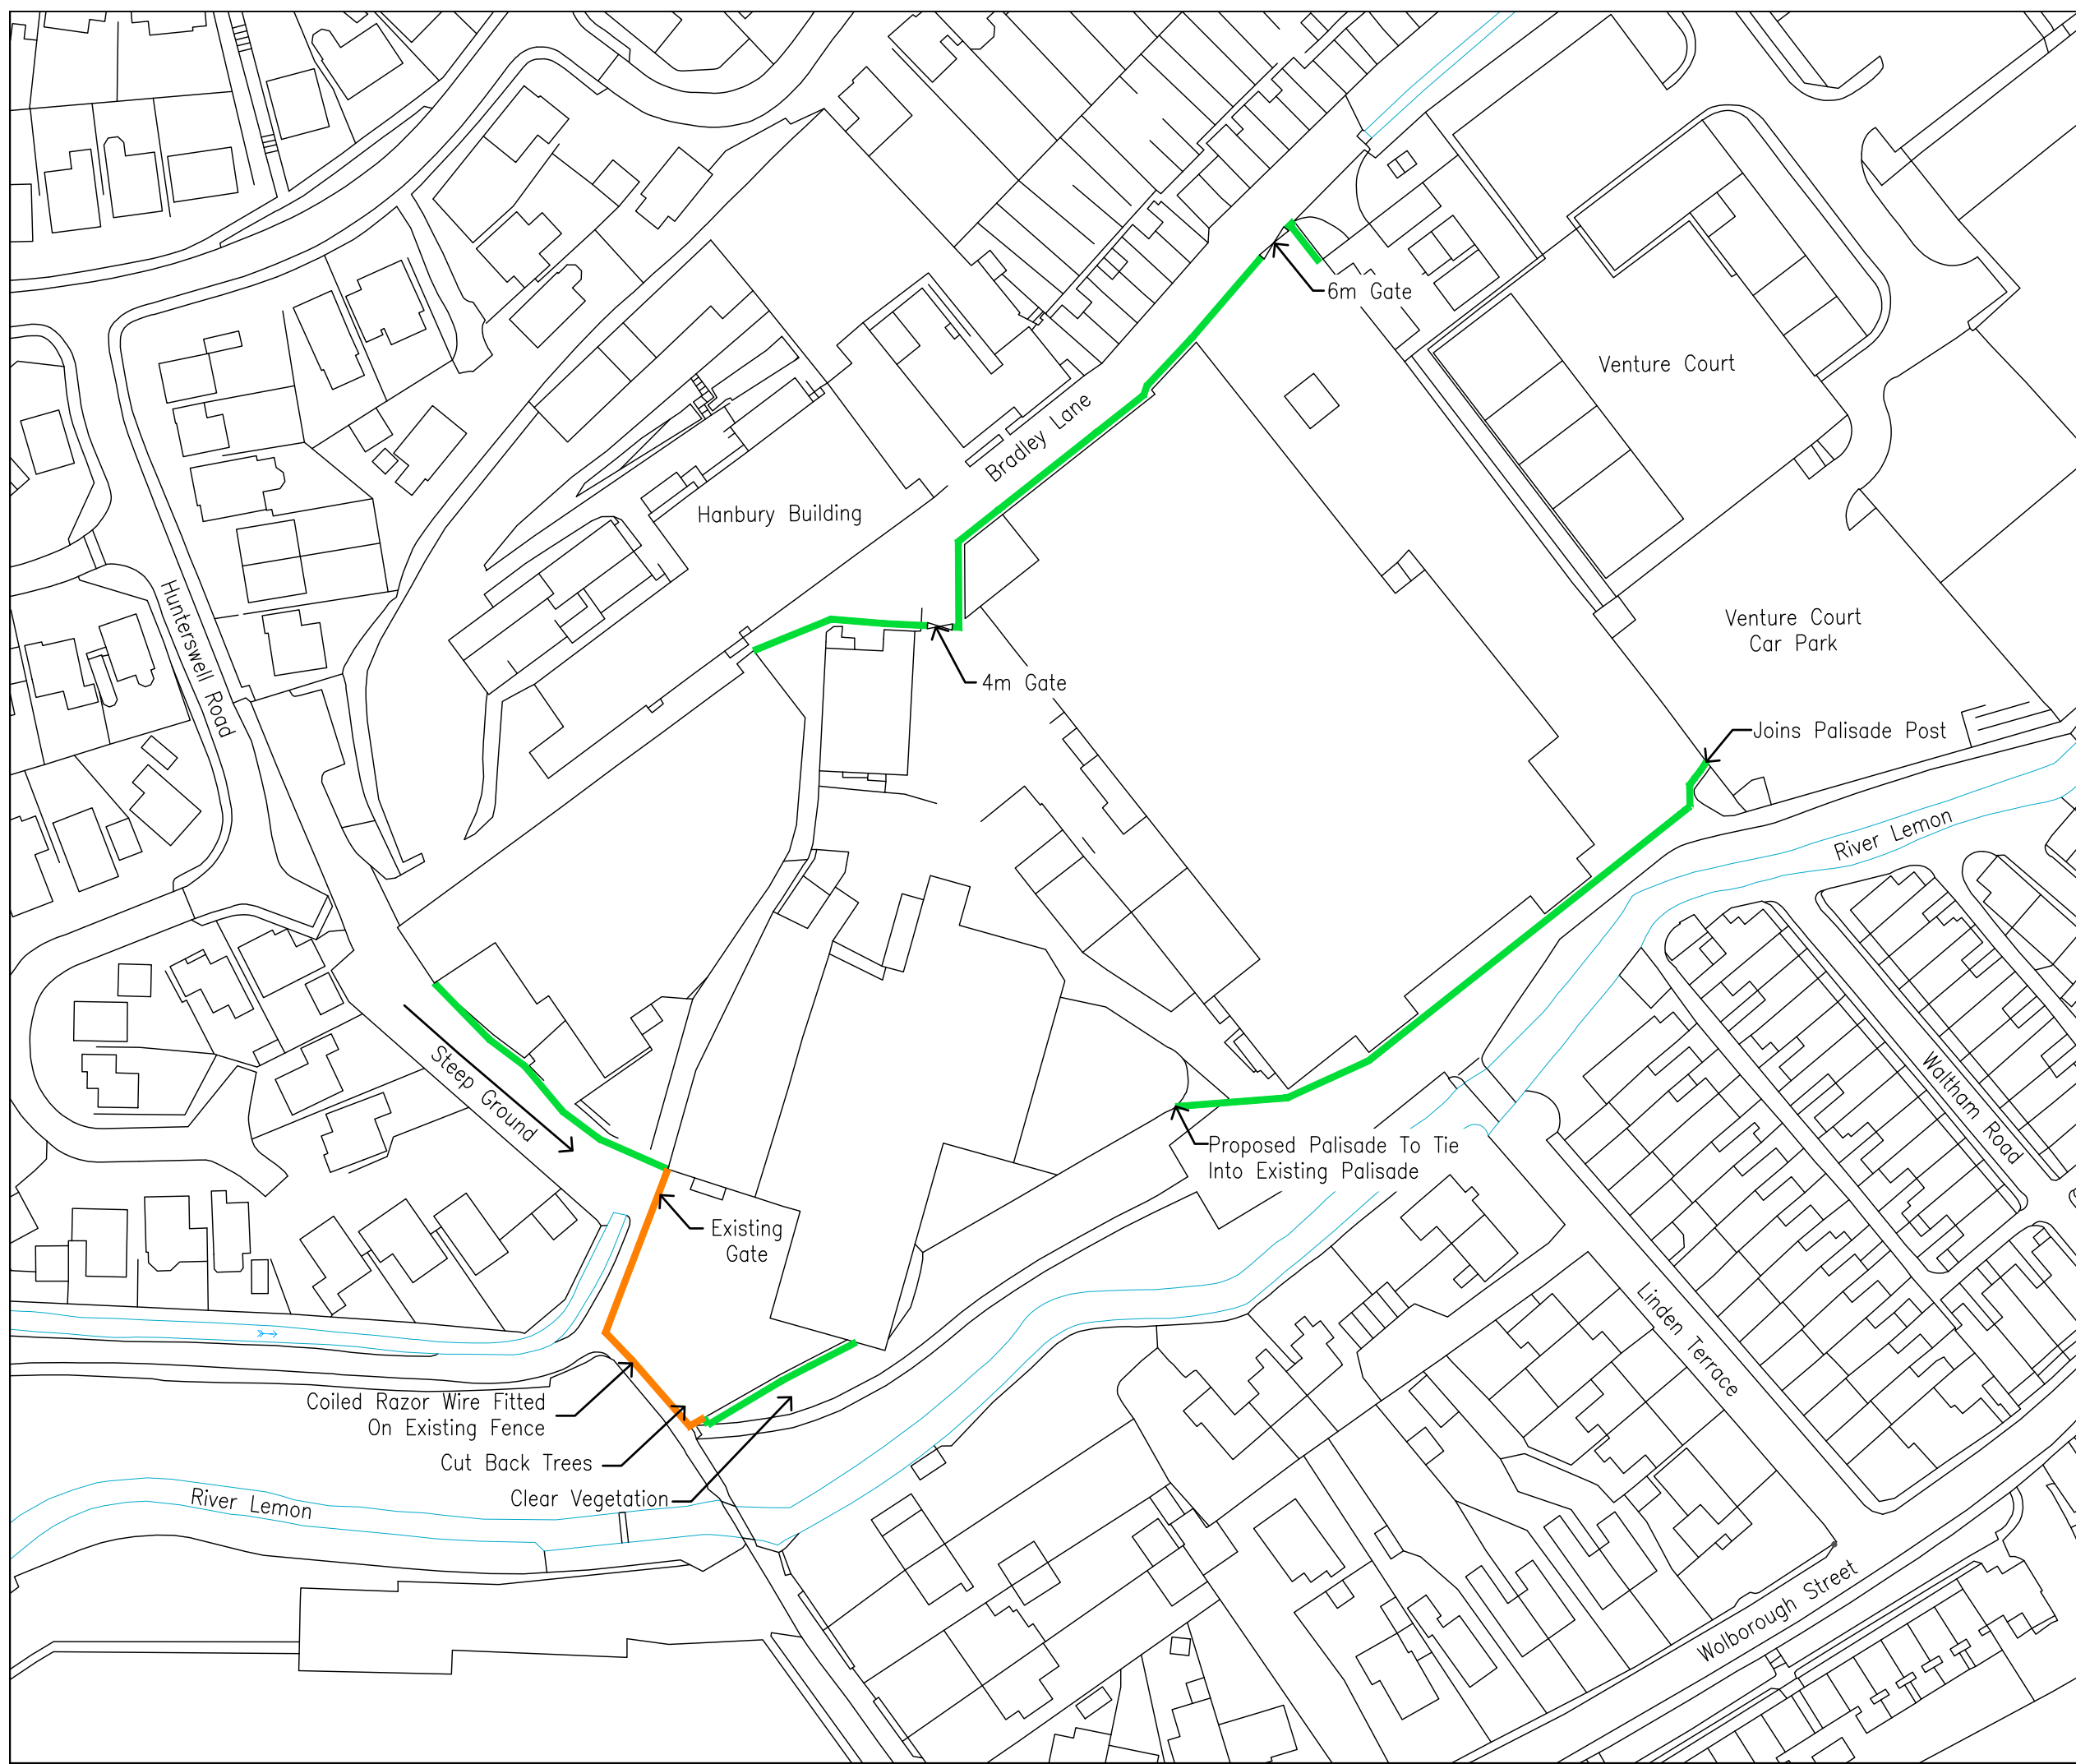 6m Gate
Venture Court
Bradley Lane
Hanbury Building
Hunterswell Road
Venture Court
Car Park
4m Gate
Joins Palisade Post
River Lemon
Steep Ground
Waltham Road
Proposed Palisade To Tie
Into Existing Palisade
Existing
Gate
Linden Terrace
Coiled Razor Wire Fitted
On Existing Fence
Cut Back Trees
Clear Vegetation
River Lemon
Wolborough Street